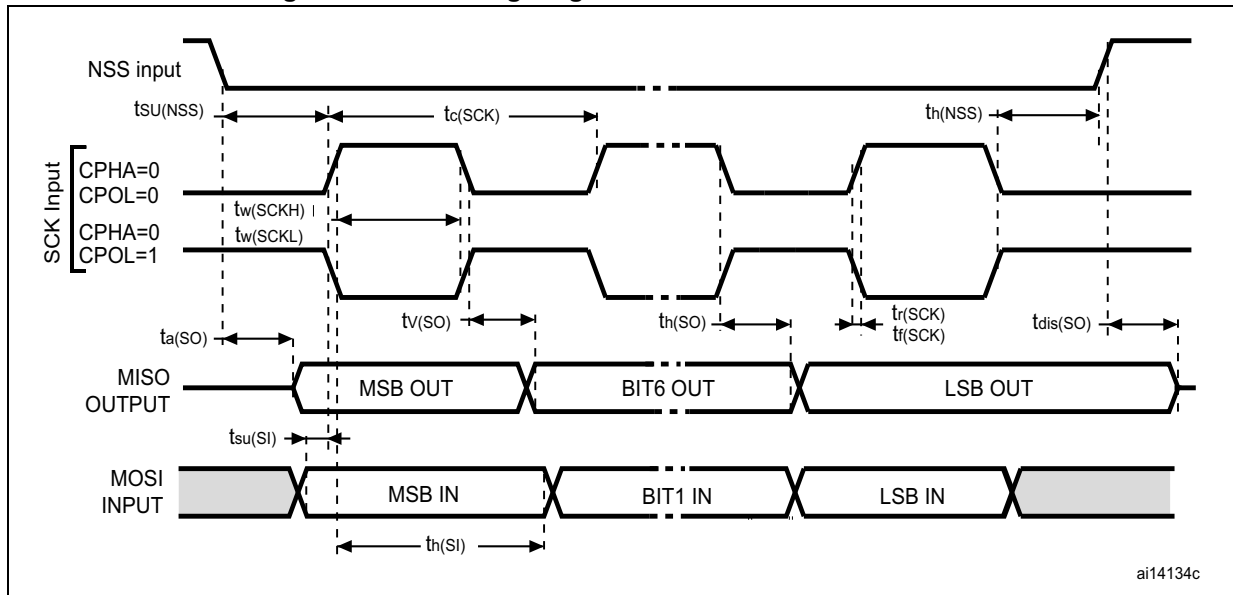 NSS input
tSU(NSS)
tc(SCK)
th(NSS)
SCK Input
CPHA=0
CPOL=0
tw(SCKH)
CPHA=0
tw(SCKL)
CPOL=1
tV(SO)
th(SO)
tr(SCK)
tf(SCK)
ta(SO)
tdis(SO)
MISO
OUTPUT
MSB OUT
BIT6 OUT
LSB OUT
tsu(SI)
MOSI
INPUT
MSB IN
BIT1 IN
LSB IN
th(SI)
ai14134c